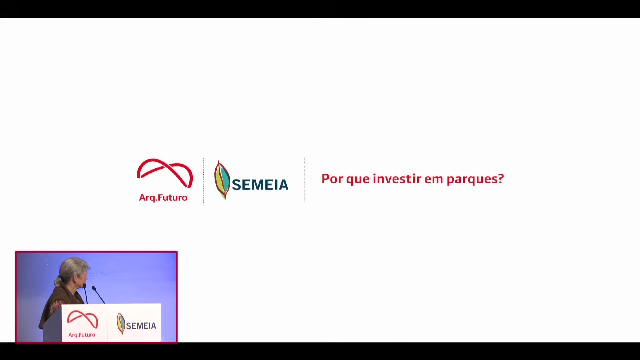 Arq.Futuro
SEMEIA
Por que investir em parques?
Arq.Futuro
SEMEIA